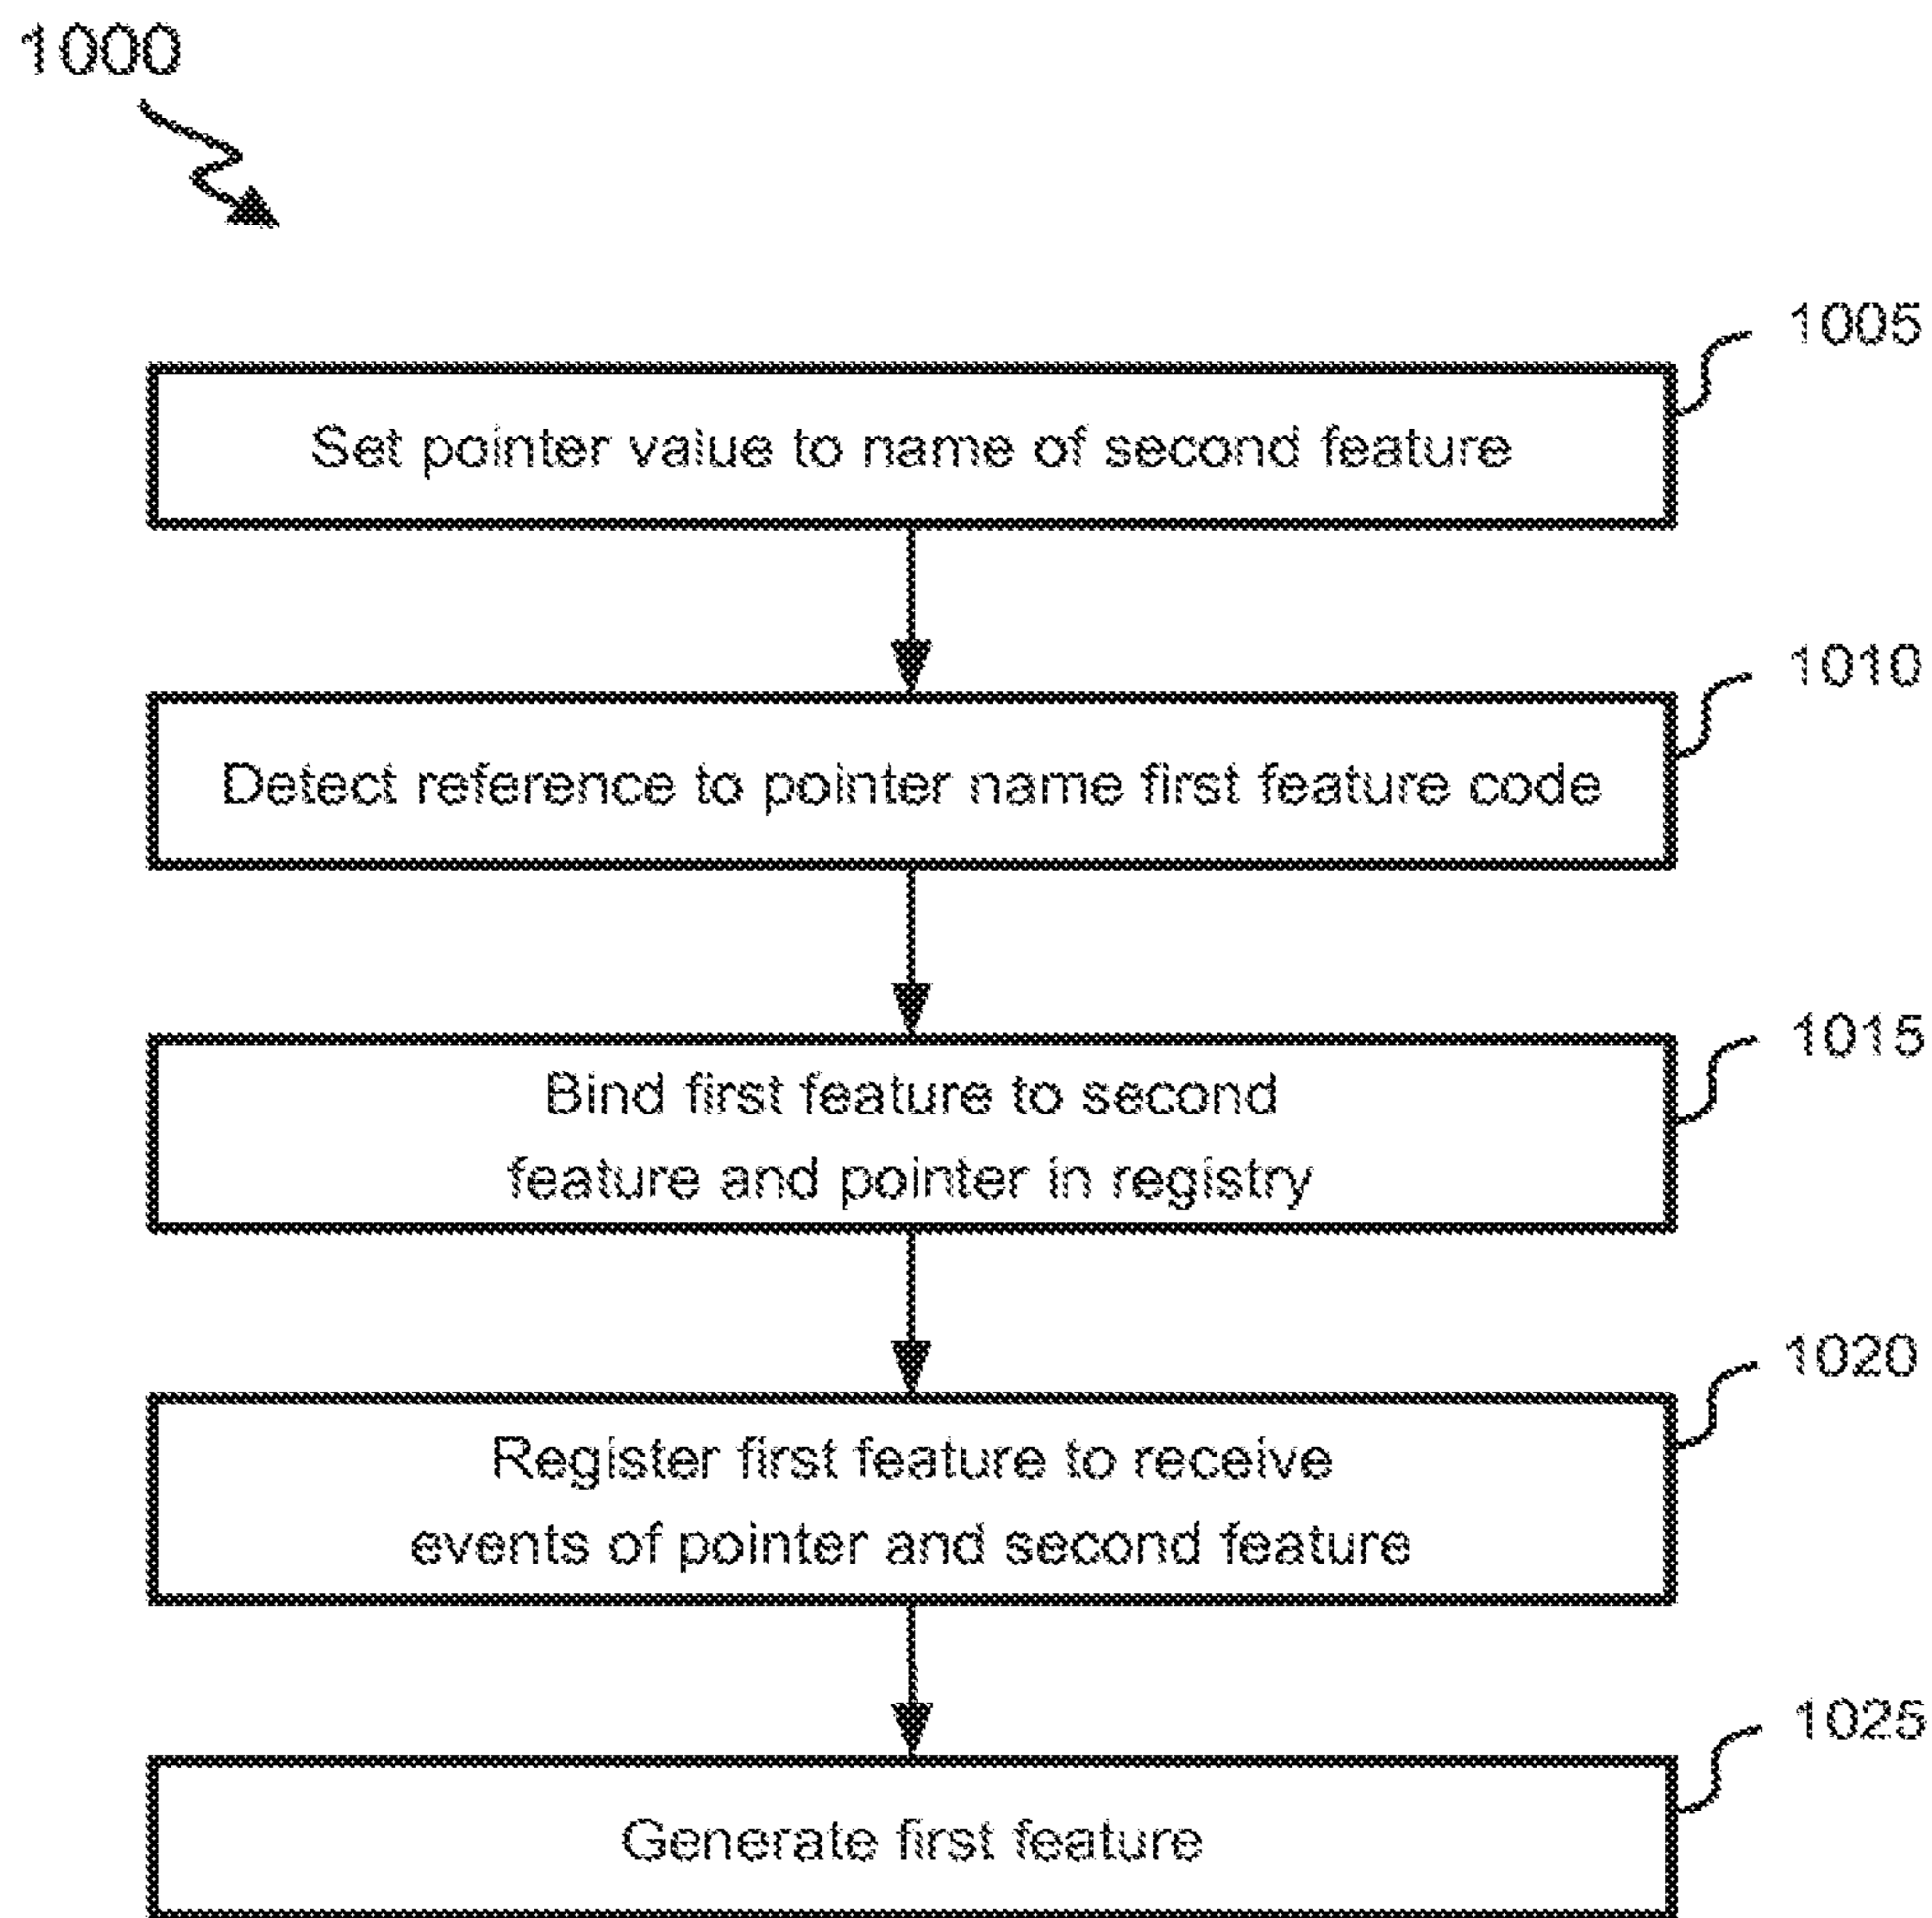 1000
1005
Set pointer value to name of second feature
1010
Detect reference to pointer name first feature code
1015
Bind first feature to second
feature and pointer in registry
1020
Register first feature to receive
events of pointer and second feature
1025
Generate first feature